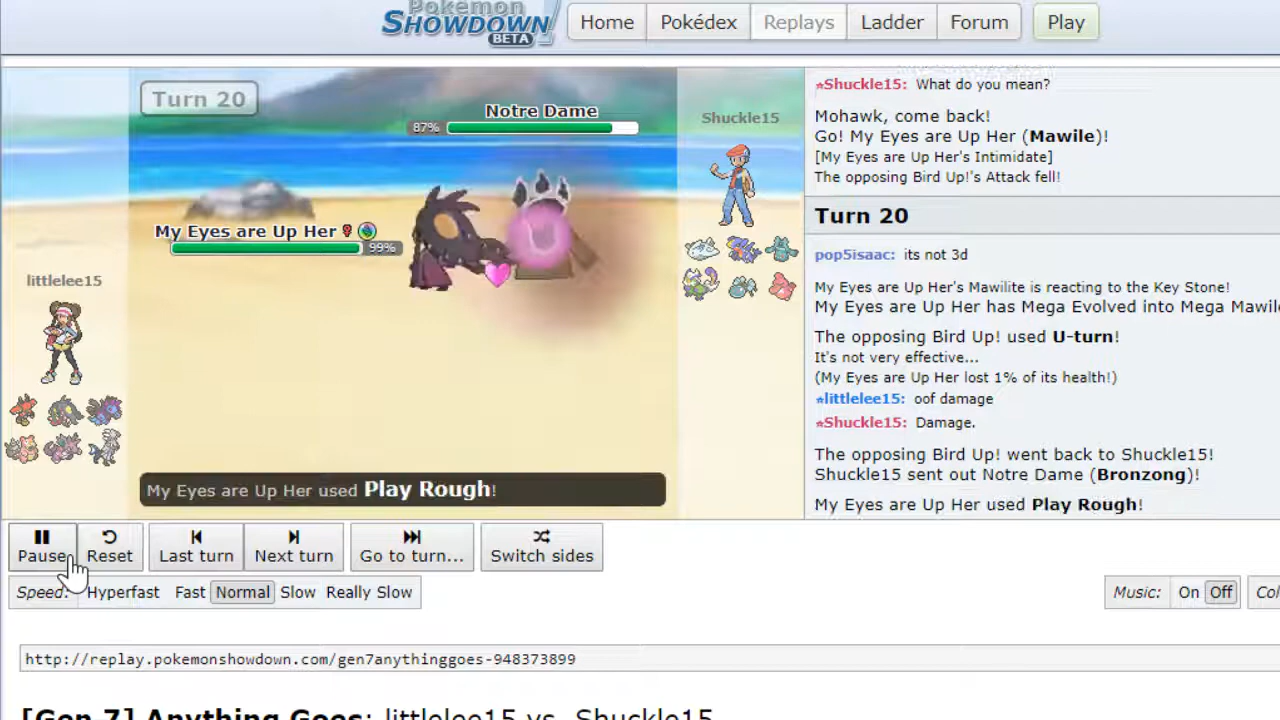 Pokémon
SHOWDOWN
BETA
Home
Pokédex
Replays
Ladder
Forum
Play
Turn 20
Notre Dame
87%
My Eyes are Up Her
99%
littlelee15
Shuckle15
My Eyes are Up Her used Play Rough!
☆Shuckle15: What do you mean?
Mohawk, come back!
Go! My Eyes are Up Her (Mawile)!
[My Eyes are Up Her's Intimidate]
The opposing Bird Up!'s Attack fell!
Turn 20
pop5isaac: its not 3d
My Eyes are Up Her's Mawilite is reacting to the Key Stone!
My Eyes are Up Her has Mega Evolved into Mega Mawile
The opposing Bird Up! used U-turn!
It's not very effective...
(My Eyes are Up Her lost 1% of its health!)
☆littlelee15: oof damage
☆Shuckle15: Damage.
The opposing Bird Up! went back to Shuckle15!
Shuckle15 sent out Notre Dame (Bronzong)!
My Eyes are Up Her used Play Rough!
Pause
Reset
Last turn
Next turn
Go to turn...
Switch sides
Speed: Hyperfast Fast Normal Slow Really Slow
Music: On Off
Col
http://replay.pokemonshowdown.com/gen7anythinggoes-948373899
[Gen 7] Anything Goes: littlelee15 vs. Shuckle15